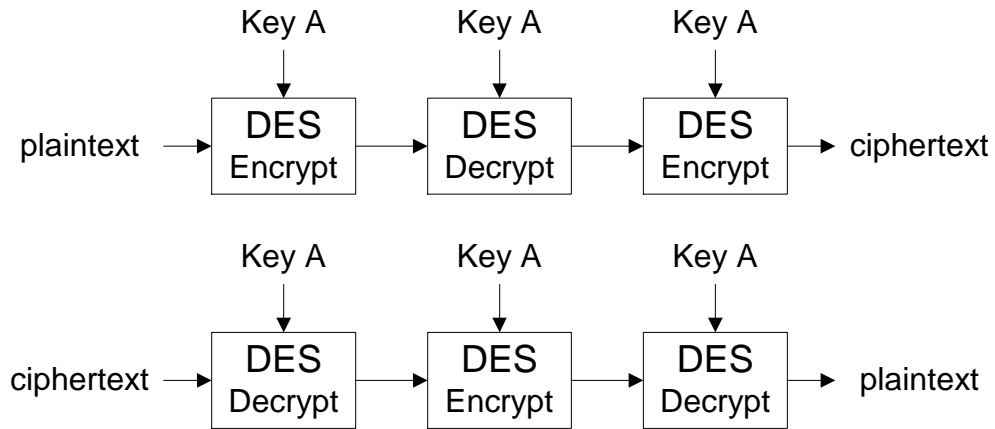 Key A Key A Key A
plaintext DES Encrypt DES Decrypt DES Encrypt ciphertext
Key A Key A Key A
ciphertext DES Decrypt DES Encrypt DES Decrypt plaintext